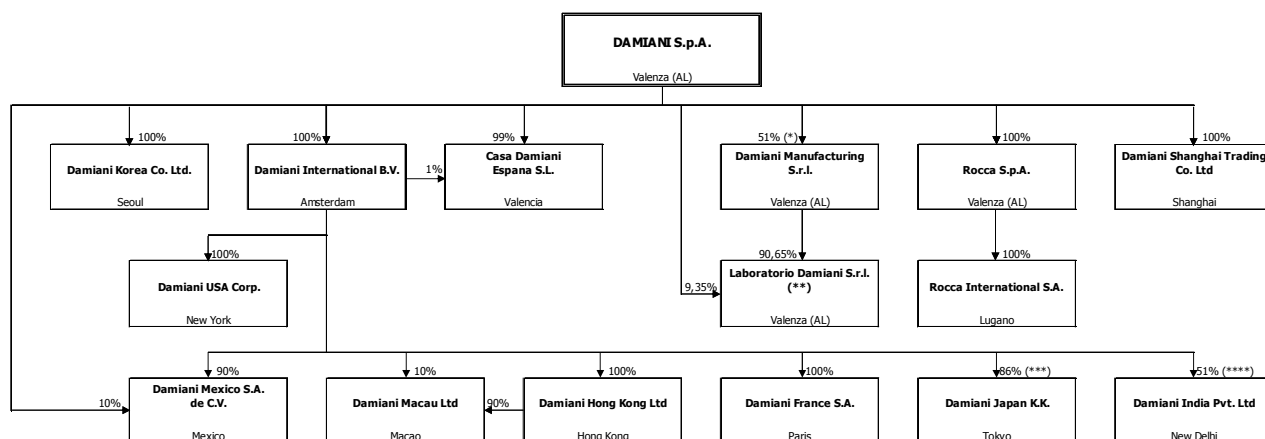 DAMIANI S.p.A.
Valenza (AL)
100%
Damiani Korea Co. Ltd.
Seoul
100%
Damiani International B.V.
Amsterdam
1%
99%
Casa Damiani
Espana S.L.
Valencia
51% (*)
Damiani Manufacturing
S.r.l.
Valenza (AL)
100%
Rocca S.p.A.
Valenza (AL)
100%
Damiani Shanghai Trading
Co. Ltd
Shanghai
100%
Damiani USA Corp.
New York
9,35%
90,65%
Laboratorio Damiani S.r.l.
(**)
Valenza (AL)
100%
Rocca International S.A.
Lugano
10%
90%
Damiani Mexico S.A.
de C.V.
Mexico
10%
Damiani Macau Ltd
Macao
90%
100%
Damiani Hong Kong Ltd
Hong Kong
100%
Damiani France S.A.
Paris
86% (***)
Damiani Japan K.K.
Tokyo
51% (****)
Damiani India Pvt. Ltd
New Delhi